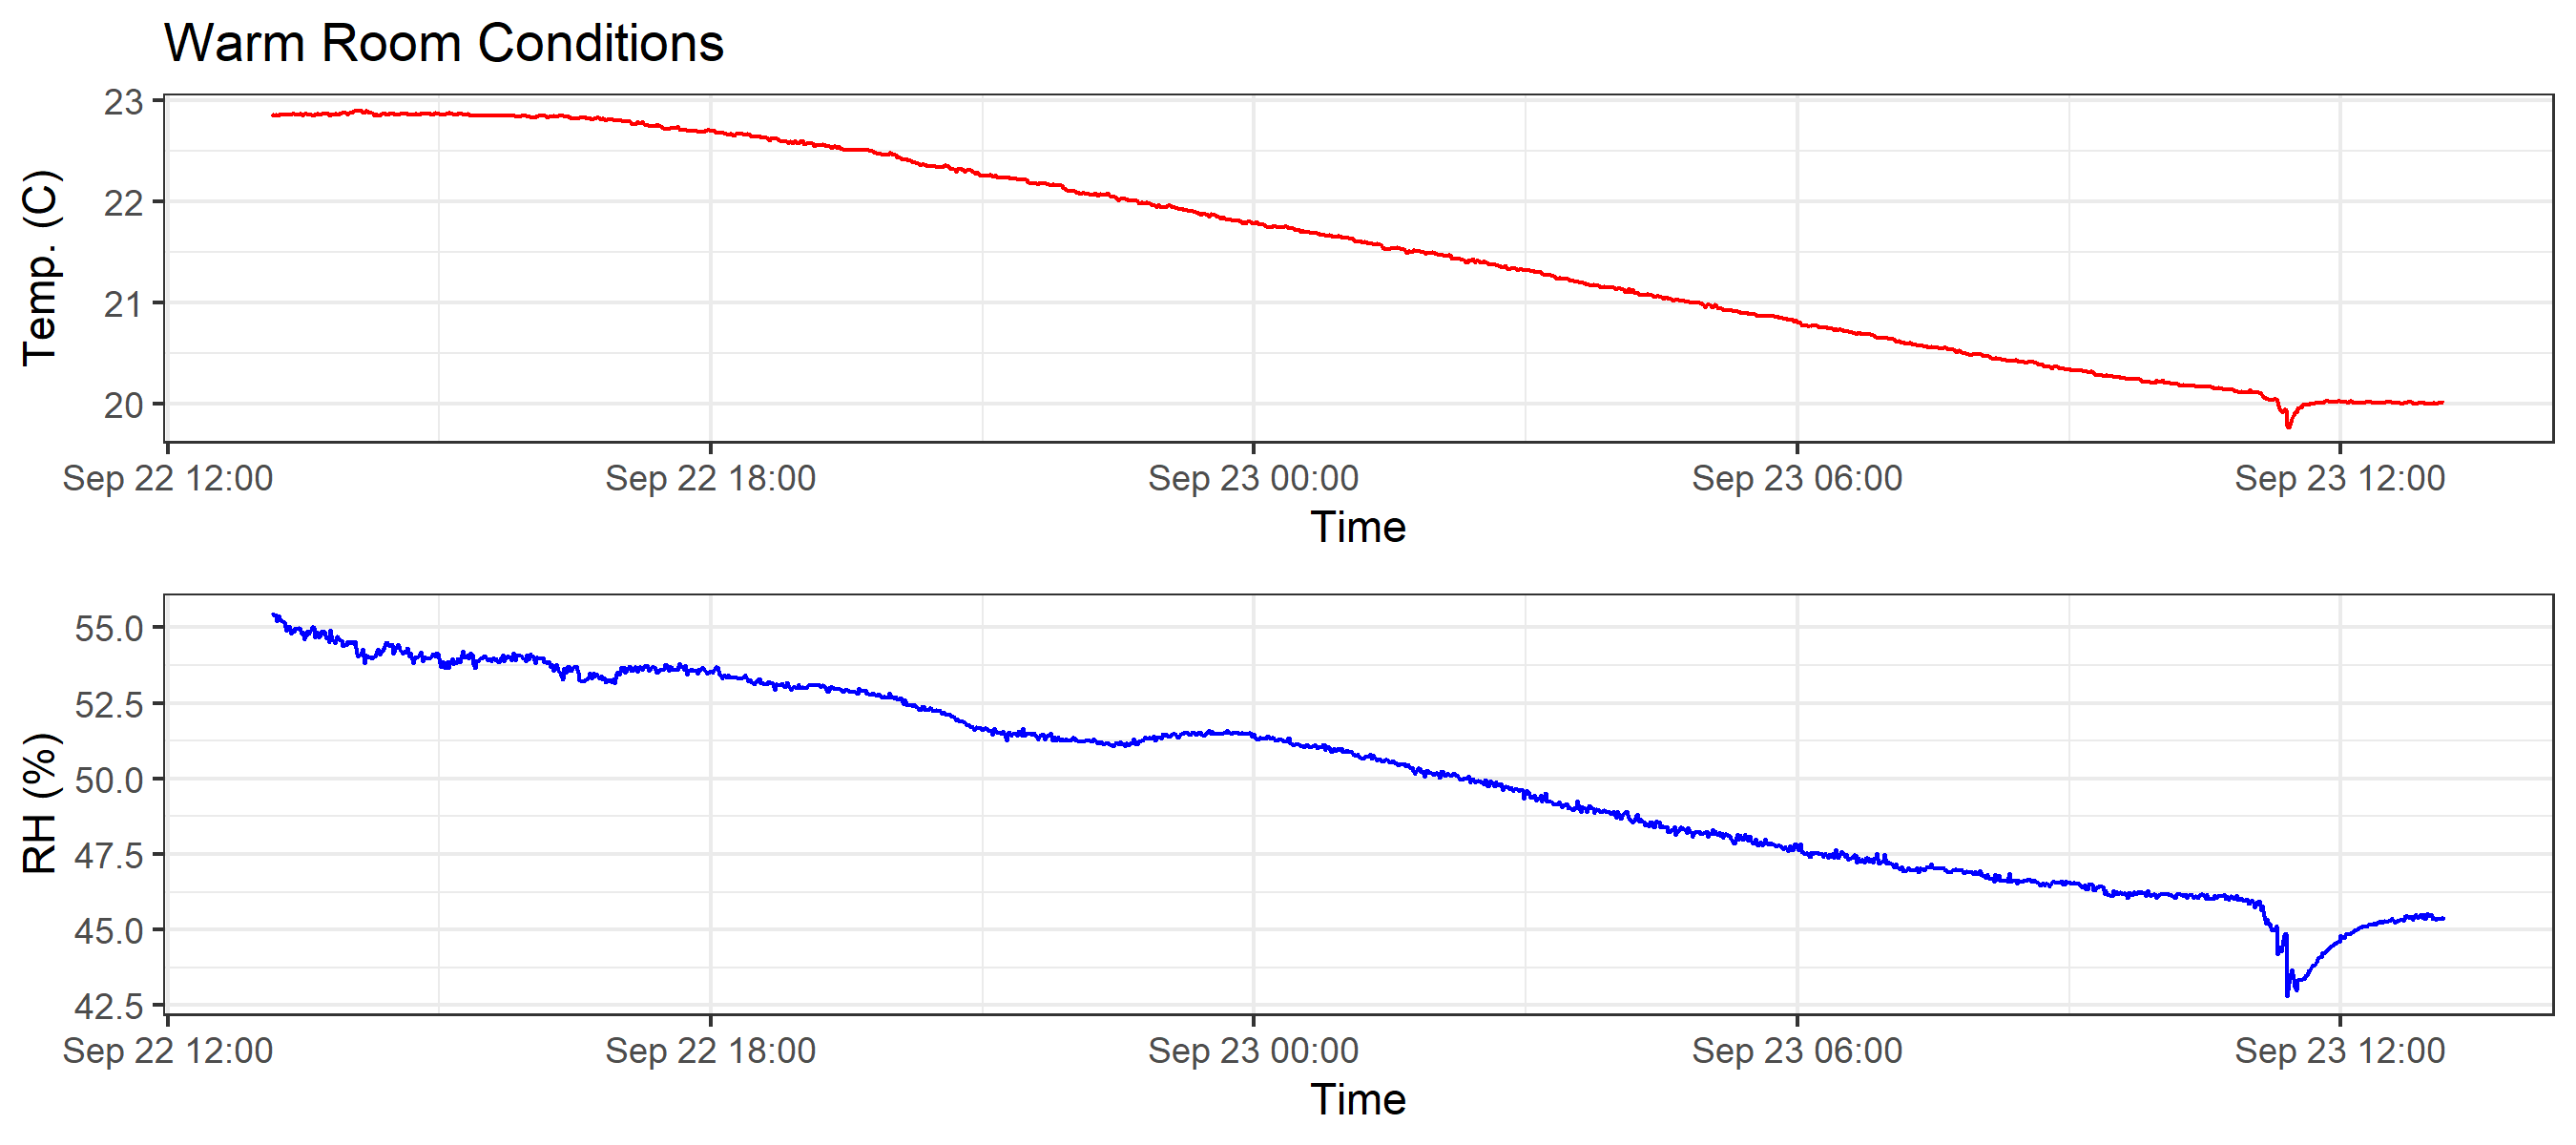 Warm Room Conditions
Temp. (C)
23
22
21
20
Sep 22 12:00 Sep 22 18:00 Sep 23 00:00 Sep 23 06:00 Sep 23 12:00
Time
RH (%)
55.0
52.5
50.0
47.5
45.0
42.5
Sep 22 12:00 Sep 22 18:00 Sep 23 00:00 Sep 23 06:00 Sep 23 12:00
Time